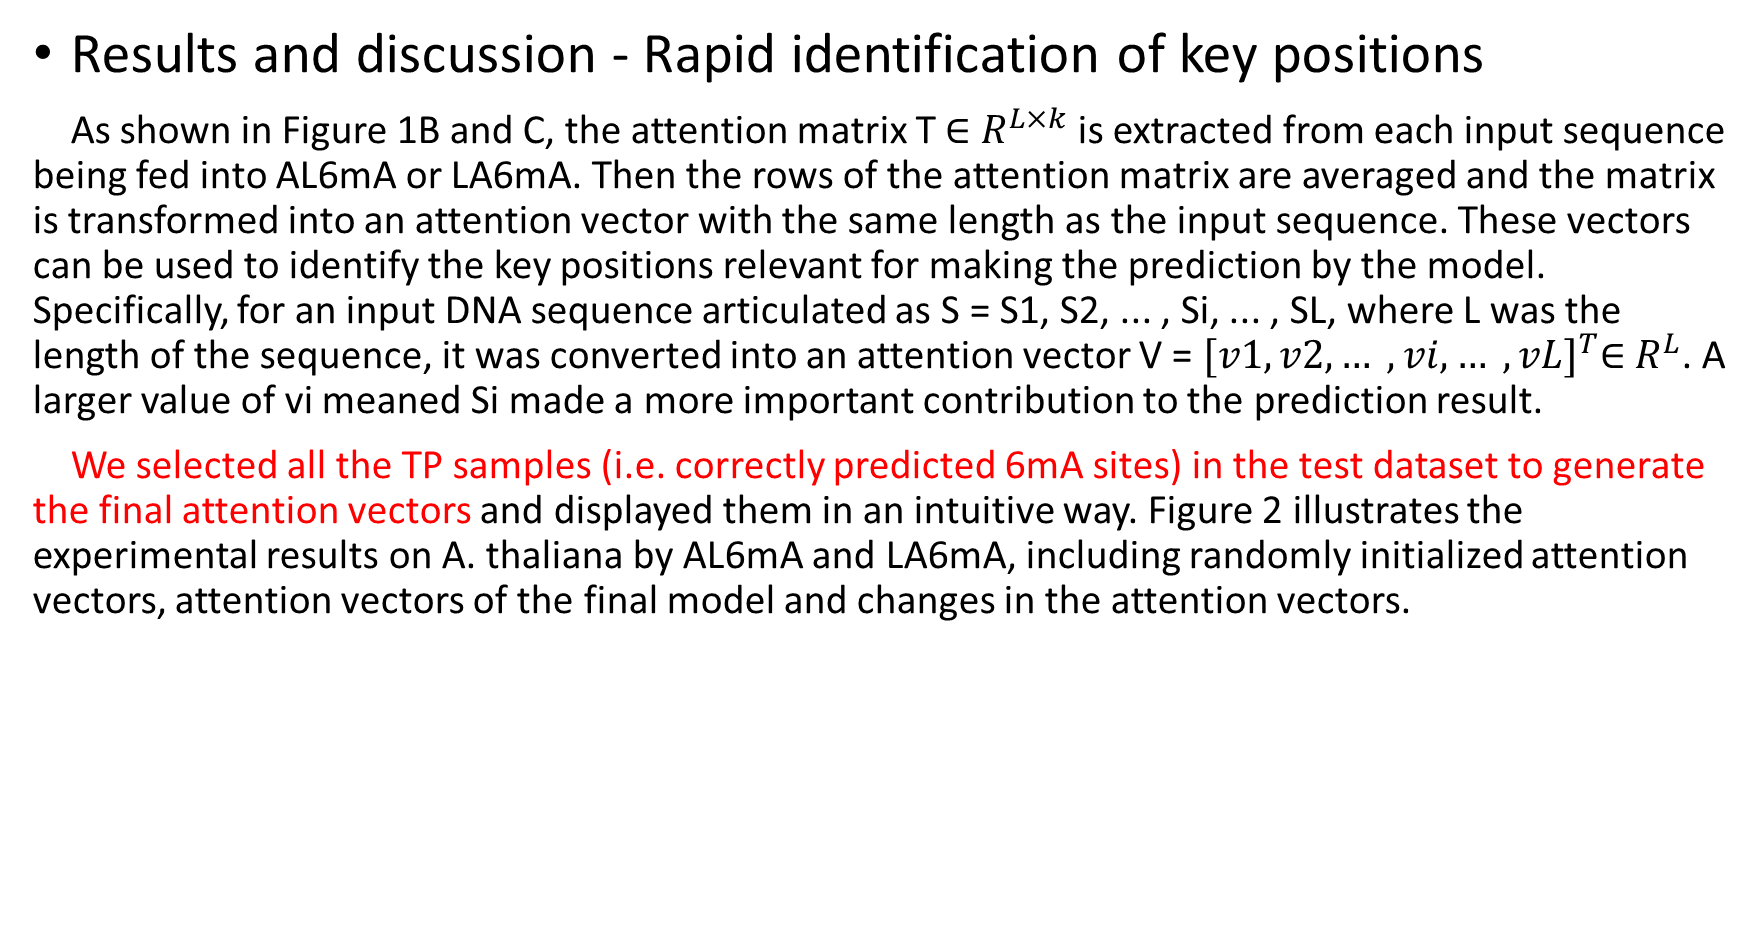 • Results and discussion - Rapid identification of key positions
As shown in Figure 1B and C, the attention matrix T ∈ 𝑅^{𝐿×𝑘} is extracted from each input sequence
being fed into AL6mA or LA6mA. Then the rows of the attention matrix are averaged and the matrix
is transformed into an attention vector with the same length as the input sequence. These vectors
can be used to identify the key positions relevant for making the prediction by the model.
Specifically, for an input DNA sequence articulated as S = S1, S2, … , Si, … , SL, where L was the
length of the sequence, it was converted into an attention vector V = [𝑣1, 𝑣2, … , 𝑣𝑖, … , 𝑣𝐿]^𝑇 ∈ 𝑅^𝐿. A
larger value of vi meaned Si made a more important contribution to the prediction result.
We selected all the TP samples (i.e. correctly predicted 6mA sites) in the test dataset to generate
the final attention vectors and displayed them in an intuitive way. Figure 2 illustrates the
experimental results on A. thaliana by AL6mA and LA6mA, including randomly initialized attention
vectors, attention vectors of the final model and changes in the attention vectors.